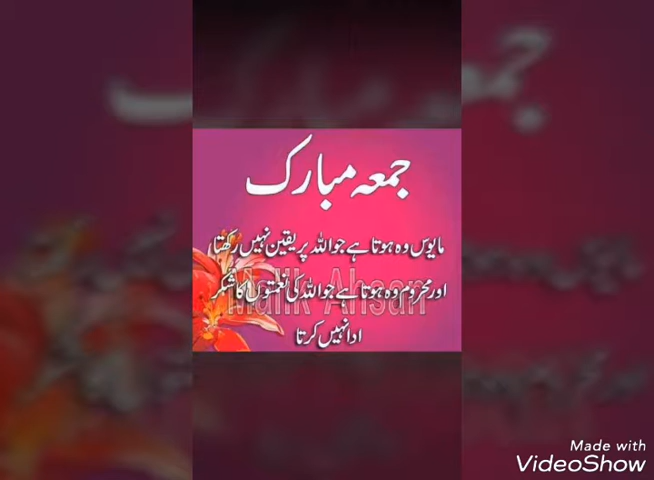 جمعہ مبارک
مایوس وہ ہوتا ہے جو اللہ پر یقین نہیں رکھتا
اور محروم وہ ہوتا ہے جو اللہ کی نعمتوں کا شکر
Malik Ahsan
ادا نہیں کرتا
Made with
VideoShow